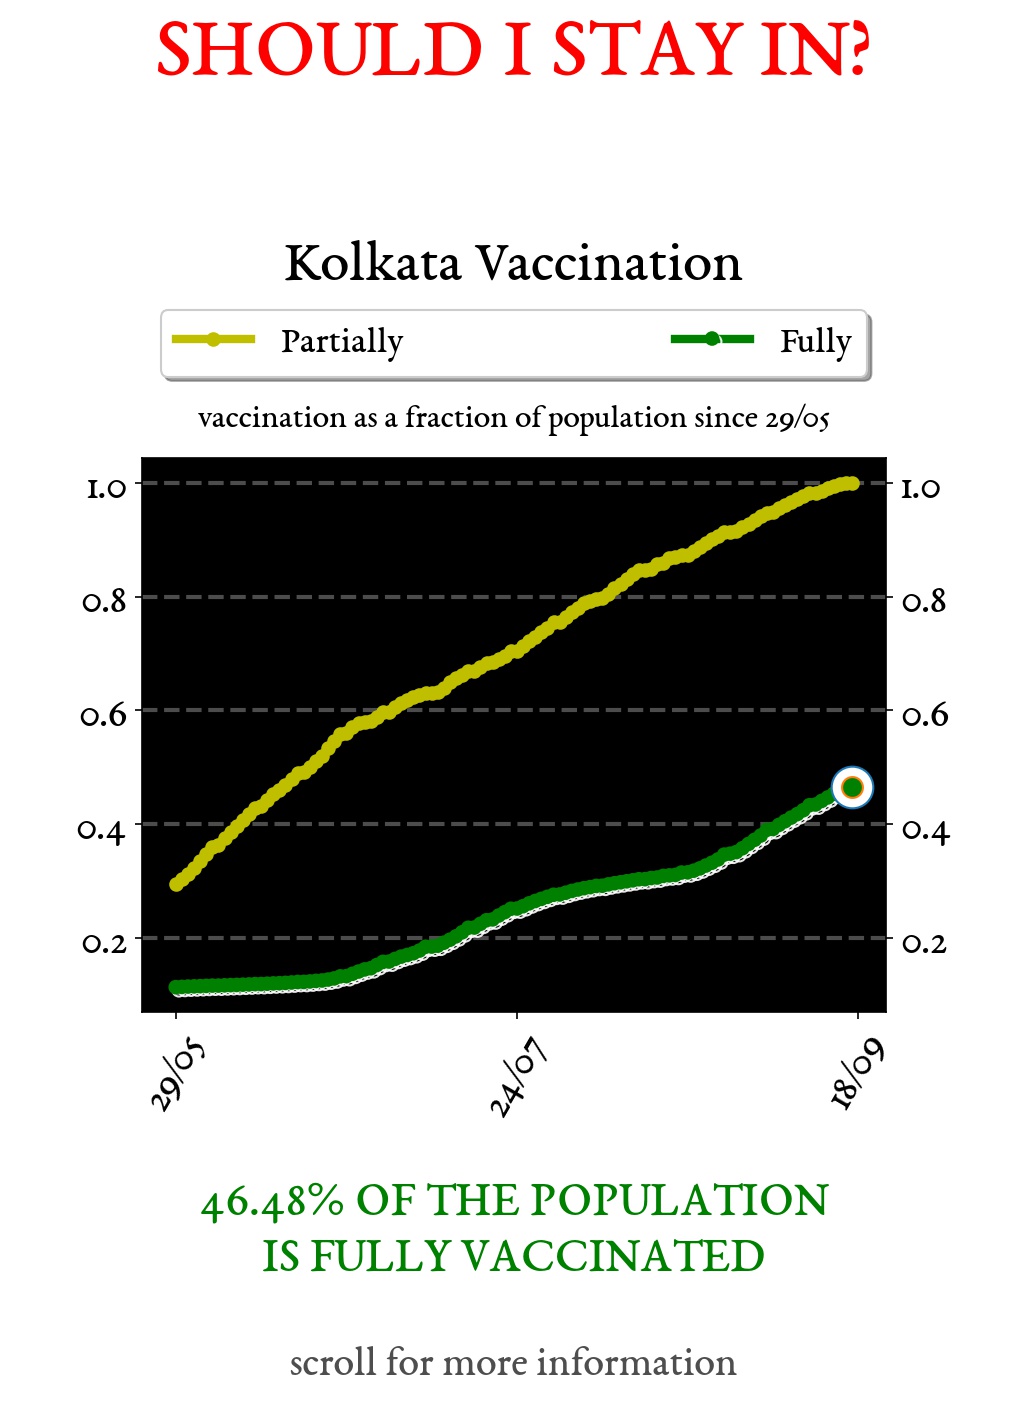 SHOULD I STAY IN?
Kolkata Vaccination
Partially Fully
vaccination as a fraction of population since 29/05
1.0 1.0
0.8 0.8
0.6 0.6
0.4 0.4
0.2 0.2
29/05 24/07 18/09
46.48% OF THE POPULATION
IS FULLY VACCINATED
scroll for more information